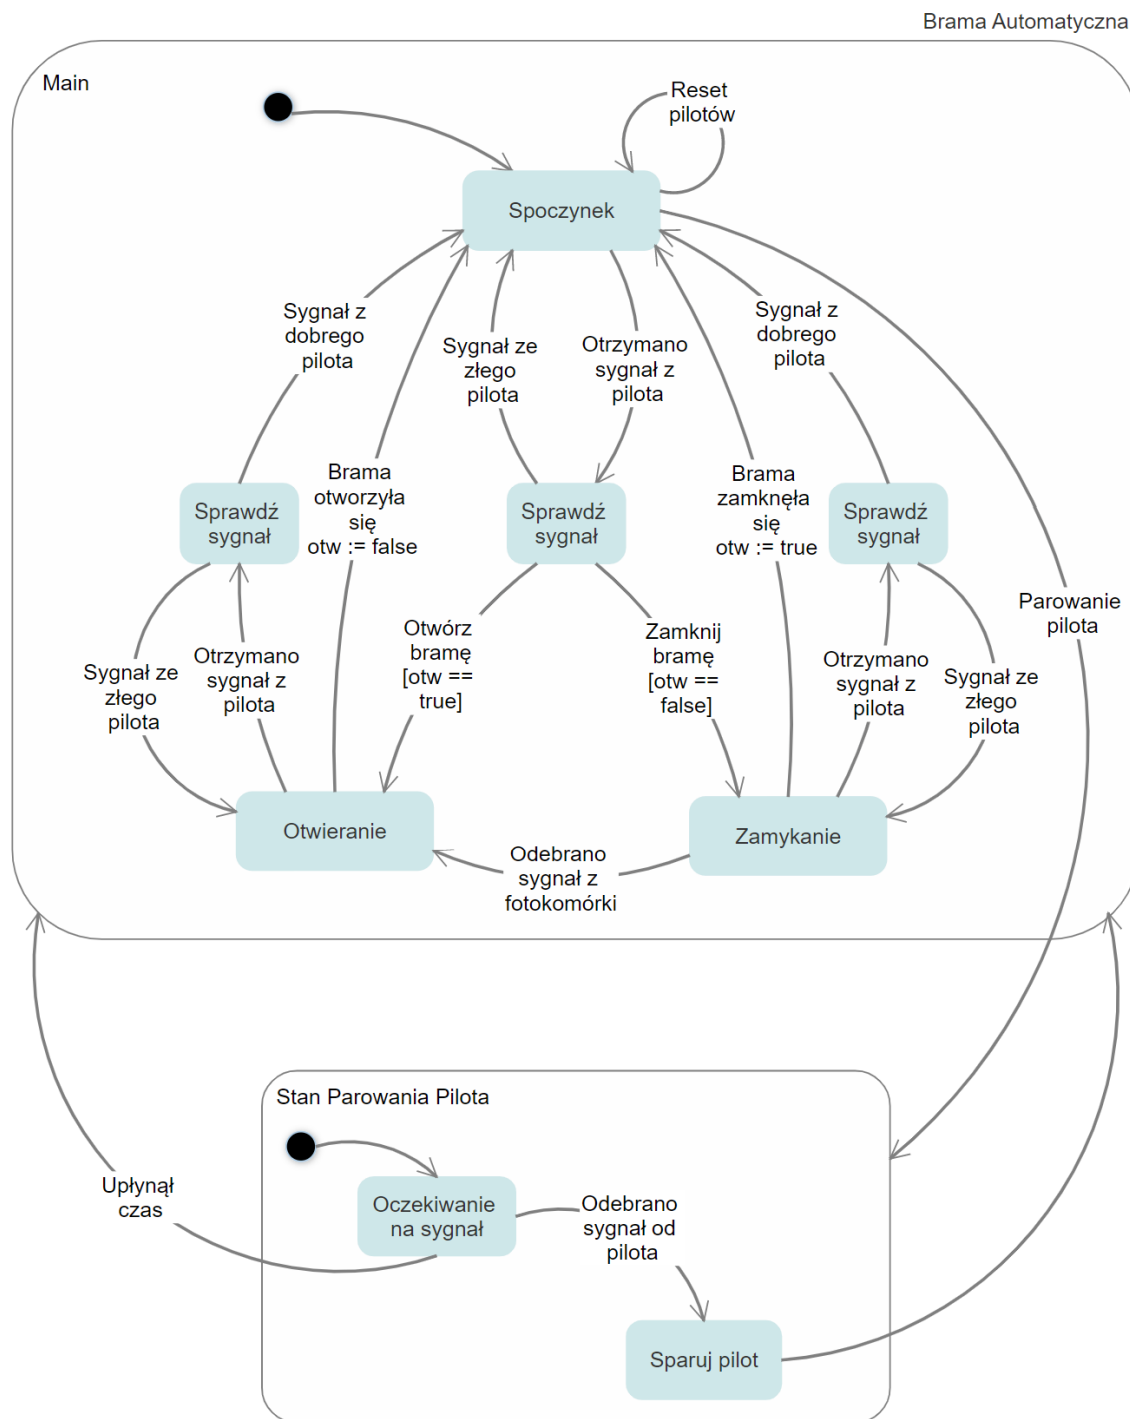 Brama Automatyczna
Main
Reset
pilotów
Spoczynek
Sygnał z
dobrego
pilota
Sygnał ze
złego
pilota
Otrzymano
sygnał z
pilota
Sygnał z
dobrego
pilota
Brama
otworzyła
się
otw := false
Brama
zamknęła
się
otw := true
Sprawdź
sygnał
Sprawdź
sygnał
Sprawdź
sygnał
Parowanie
pilota
Otwórz
bramę
[otw ==
true]
Zamknij
bramę
[otw ==
false]
Sygnał ze
złego
pilota
Otrzymano
sygnał z
pilota
Otrzymano
sygnał z
pilota
Sygnał ze
złego
pilota
Otwieranie
Zamykanie
Odebrano
sygnał z
fotokomórki
Stan Parowania Pilota
Upłynął
czas
Oczekiwanie
na sygnał
Odebrano
sygnał od
pilota
Sparuj pilot